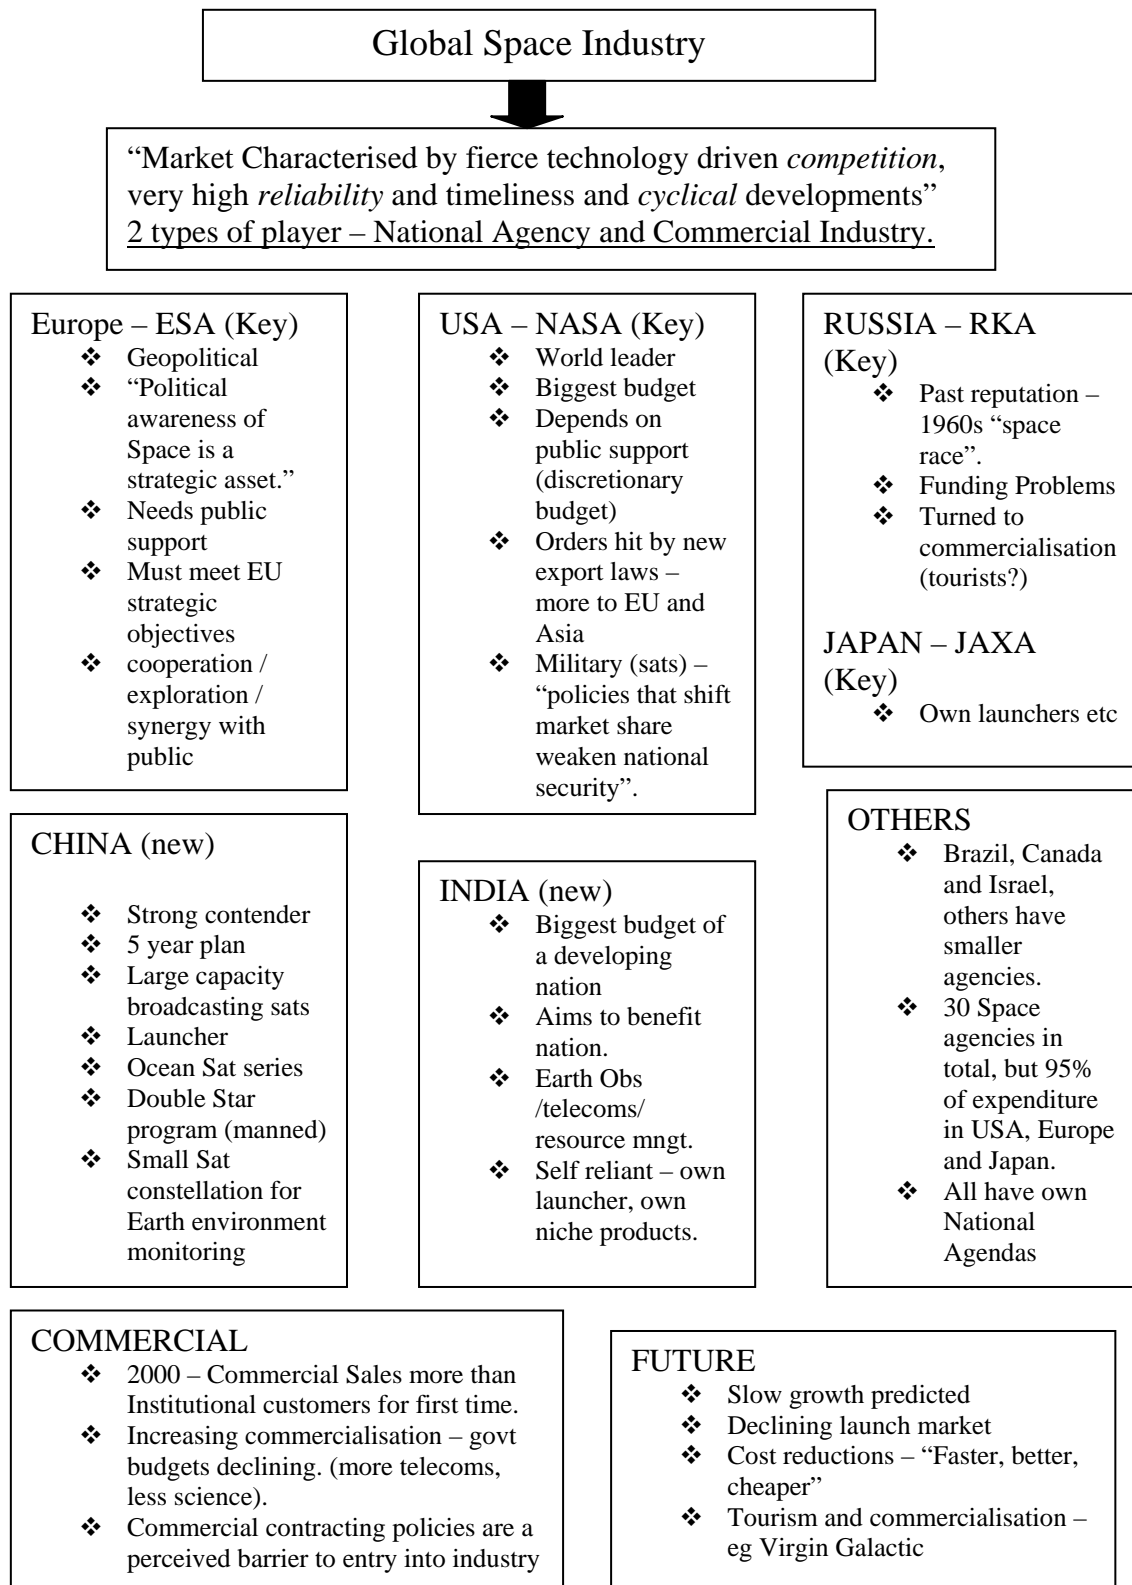 Global Space Industry
“Market Characterised by fierce technology driven competition,
very high reliability and timeliness and cyclical developments”
2 types of player – National Agency and Commercial Industry.
Europe – ESA (Key)
❖ Geopolitical
❖ “Political
awareness of
Space is a
strategic asset.”
❖ Needs public
support
❖ Must meet EU
strategic
objectives
❖ cooperation /
exploration /
synergy with
public
USA – NASA (Key)
❖ World leader
❖ Biggest budget
❖ Depends on
public support
(discretionary
budget)
❖ Orders hit by new
export laws –
more to EU and
Asia
❖ Military (sats) –
“policies that shift
market share
weaken national
security”.
RUSSIA – RKA
(Key)
❖ Past reputation –
1960s “space
race”.
❖ Funding Problems
❖ Turned to
commercialisation
(tourists?)
JAPAN – JAXA
(Key)
❖ Own launchers etc
CHINA (new)
❖ Strong contender
❖ 5 year plan
❖ Large capacity
broadcasting sats
❖ Launcher
❖ Ocean Sat series
❖ Double Star
program (manned)
❖ Small Sat
constellation for
Earth environment
monitoring
INDIA (new)
❖ Biggest budget of
a developing
nation
❖ Aims to benefit
nation.
❖ Earth Obs
/telecoms/
resource mngt.
❖ Self reliant – own
launcher, own
niche products.
OTHERS
❖ Brazil, Canada
and Israel,
others have
smaller
agencies.
❖ 30 Space
agencies in
total, but 95%
of expenditure
in USA, Europe
and Japan.
❖ All have own
National
Agendas
COMMERCIAL
❖ 2000 – Commercial Sales more than
Institutional customers for first time.
❖ Increasing commercialisation – govt
budgets declining. (more telecoms,
less science).
❖ Commercial contracting policies are a
perceived barrier to entry into industry
FUTURE
❖ Slow growth predicted
❖ Declining launch market
❖ Cost reductions – “Faster, better,
cheaper”
❖ Tourism and commercialisation –
eg Virgin Galactic